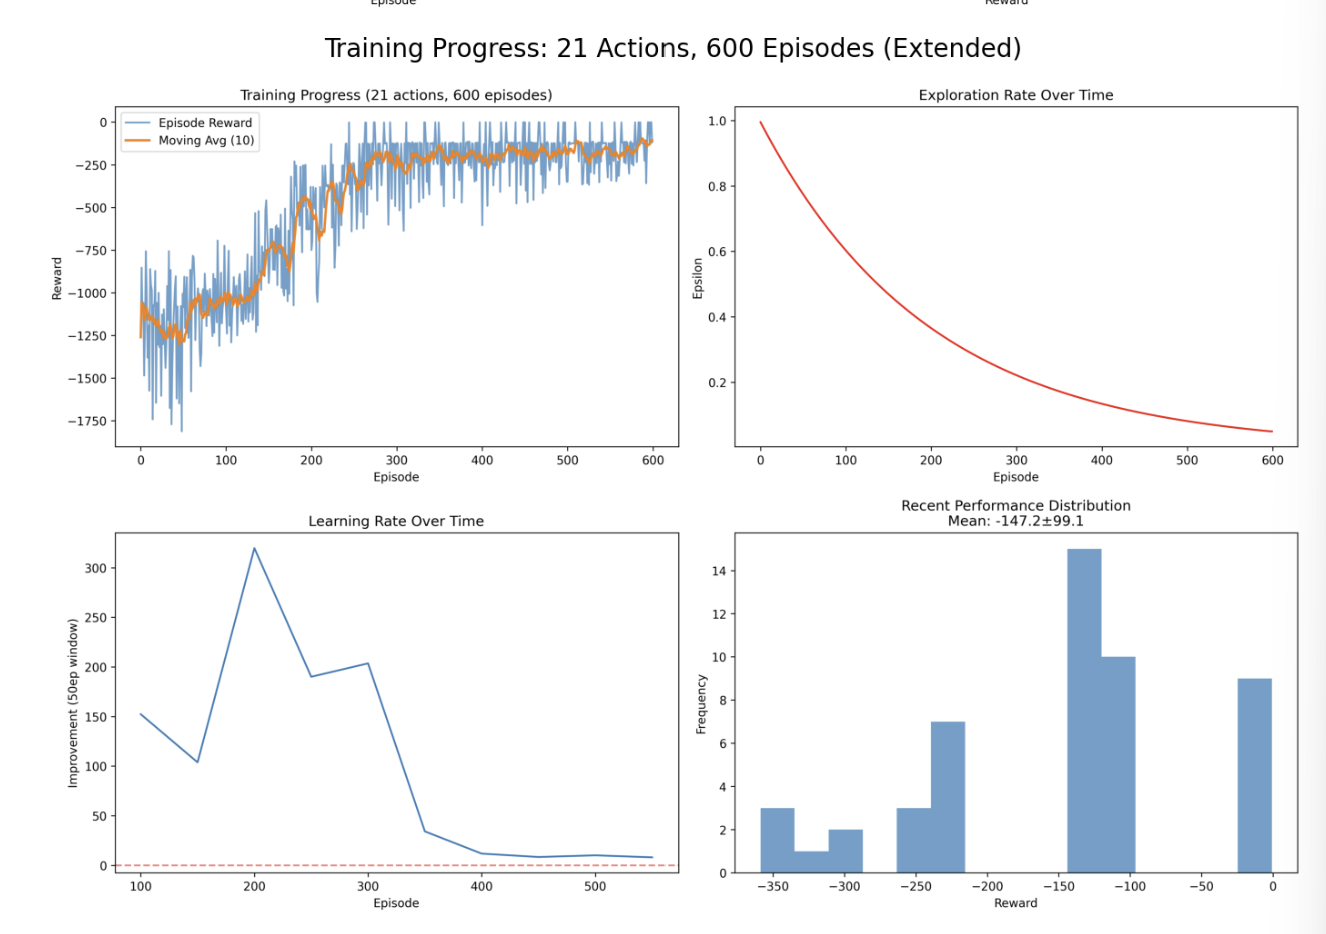 Episode
Reward
Training Progress: 21 Actions, 600 Episodes (Extended)
Training Progress (21 actions, 600 episodes)
Episode Reward
Moving Avg (10)
0
−250
−500
−750
−1000
−1250
−1500
−1750
Reward
0 100 200 300 400 500 600
Episode
Exploration Rate Over Time
1.0
0.8
0.6
0.4
0.2
Epsilon
0 100 200 300 400 500 600
Episode
Learning Rate Over Time
300
250
200
150
100
50
0
Improvement (50ep window)
100 200 300 400 500
Episode
Recent Performance Distribution
Mean: -147.2±99.1
14
12
10
8
6
4
2
0
Frequency
−350 −300 −250 −200 −150 −100 −50 0
Reward